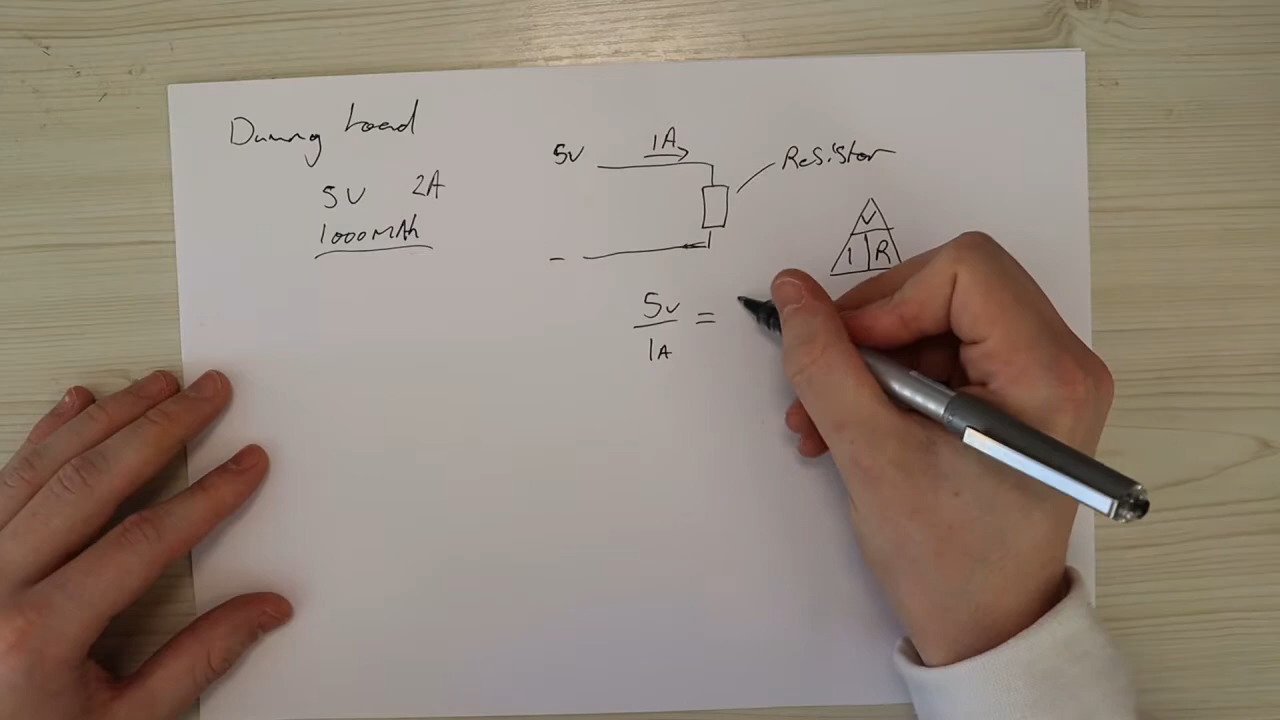 Dummy Load
5V 2A
1000mAh
5V 1A Resistor
-
V
I R
5V =
1A